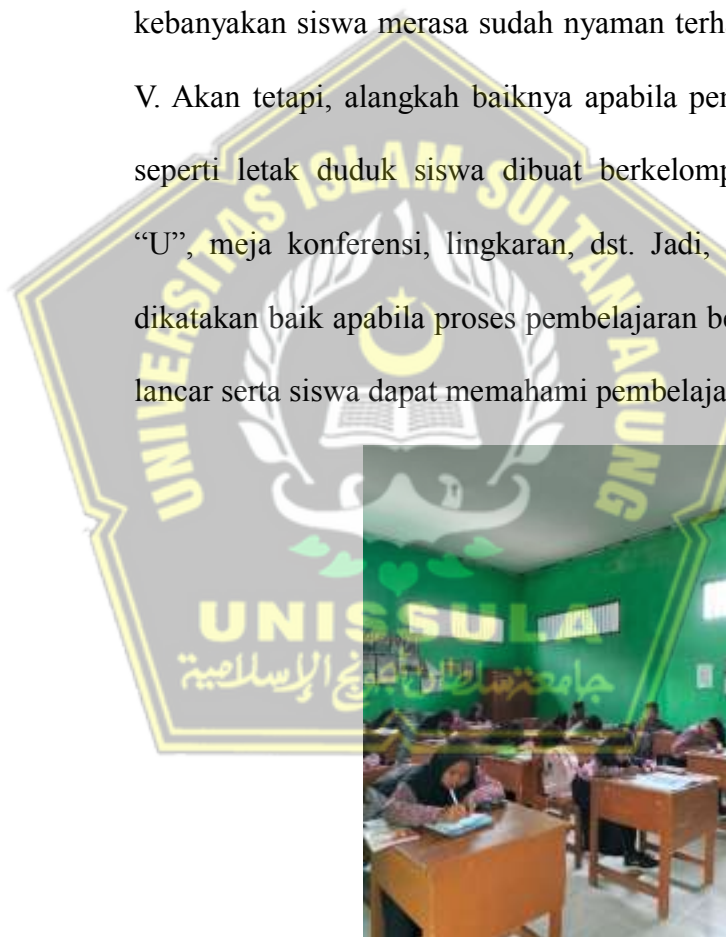 kebanyakan siswa merasa sudah nyaman terh
V. Akan tetapi, alangkah baiknya apabila per
seperti letak duduk siswa dibuat berkelomp
“U”, meja konferensi, lingkaran, dst. Jadi,
dikatakan baik apabila proses pembelajaran be
lancar serta siswa dapat memahami pembelaja
UNIVERSITAS ISLAM SULTAN AGUNG
UNISSULA
جامعة سلطان أجونج الإسلامية